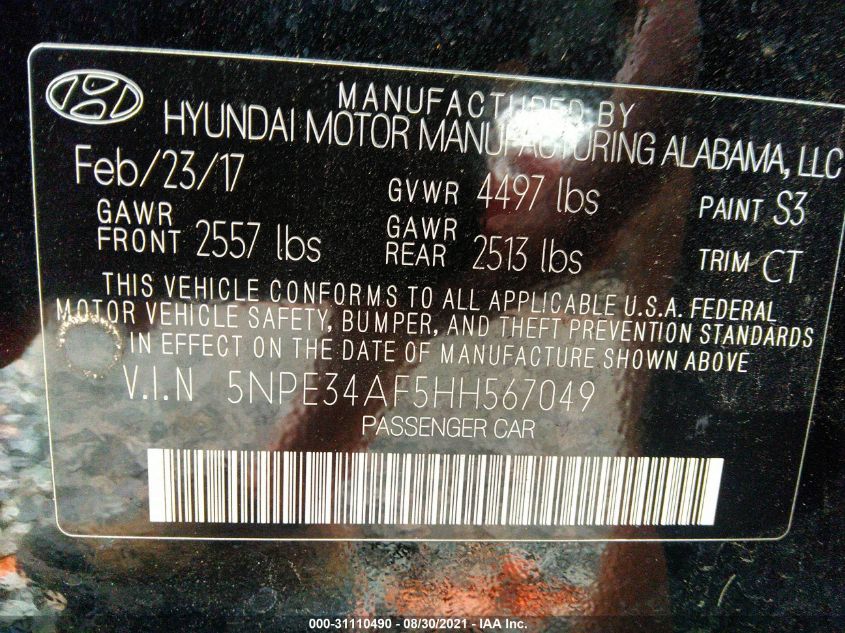 MANUFACTURED BY
HYUNDAI MOTOR MANUFACTURING ALABAMA, LLC
Feb/23/17 GVWR 4497 lbs PAINT S3
GAWR FRONT 2557 lbs GAWR REAR 2513 lbs TRIM CT
THIS VEHICLE CONFORMS TO ALL APPLICABLE U.S.A. FEDERAL
MOTOR VEHICLE SAFETY, BUMPER, AND THEFT PREVENTION STANDARDS
IN EFFECT ON THE DATE OF MANUFACTURE SHOWN ABOVE
V.I.N 5NPE34AF5HH567049
PASSENGER CAR
000-31110490 - 08/30/2021 - IAA Inc.